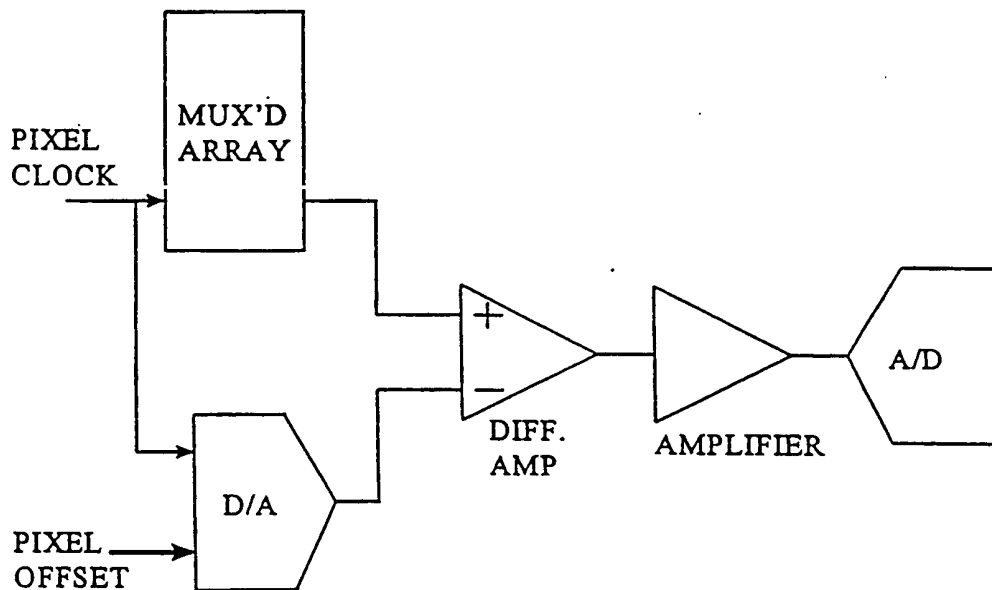 MUX'D
ARRAY
PIXEL
CLOCK
+
−
DIFF.
AMP
AMPLIFIER
A/D
D/A
PIXEL
OFFSET